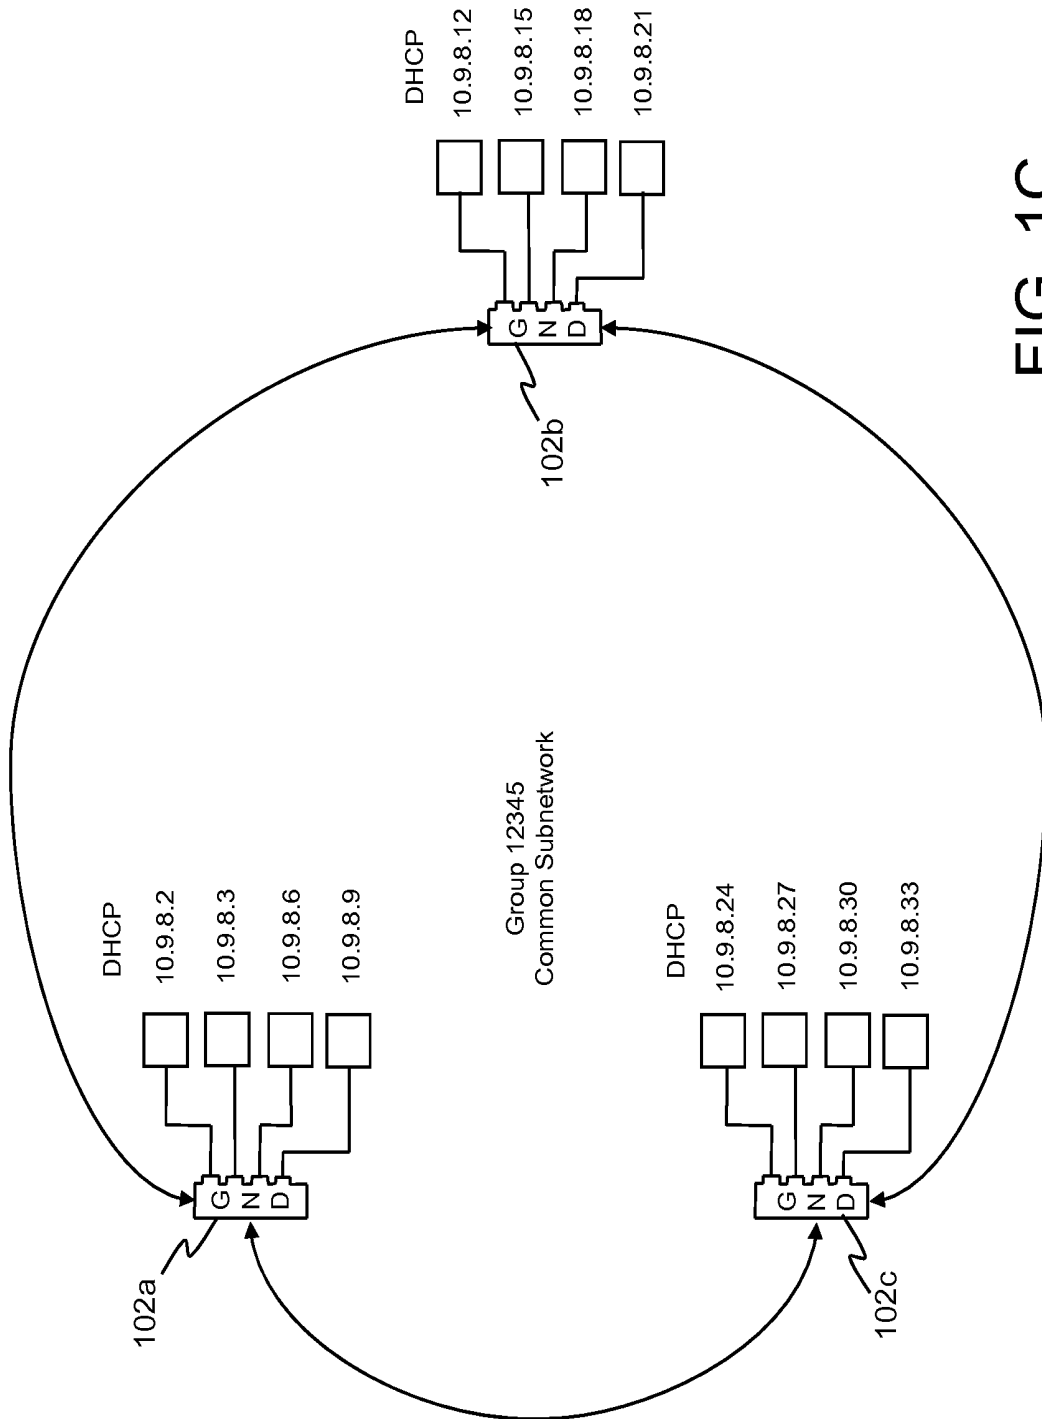 DHCP
10.9.8.2
10.9.8.3
10.9.8.6
10.9.8.9
G
N
D
102a
DHCP
10.9.8.12
10.9.8.15
10.9.8.18
10.9.8.21
G
N
D
102b
Group 12345
Common Subnetwork
DHCP
10.9.8.24
10.9.8.27
10.9.8.30
10.9.8.33
G
N
D
102c
FIG. 1C